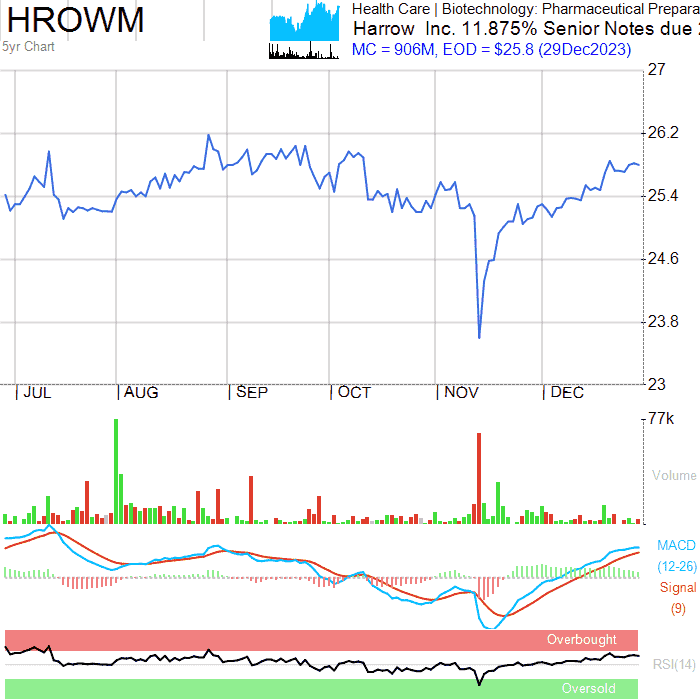 HROWM
5yr Chart
Health Care | Biotechnology: Pharmaceutical Prepara
Harrow Inc. 11.875% Senior Notes due
MC = 906M, EOD = $25.8 (29Dec2023)
27
26.2
25.4
24.6
23.8
23
JUL AUG SEP OCT NOV DEC
77k
Volume
MACD
(12-26)
Signal
(9)
Overbought
RSI(14)
Oversold